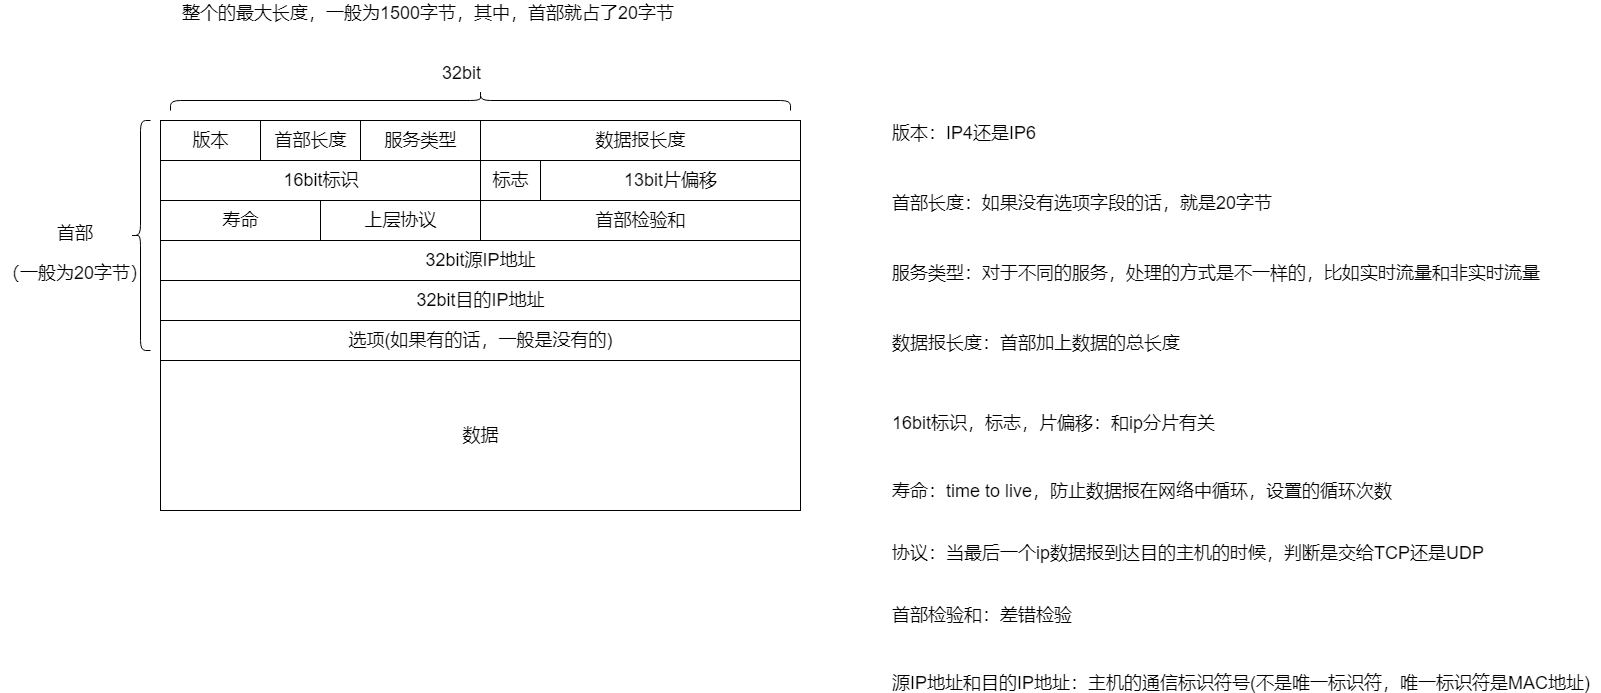 整个的最大长度，一般为1500字节，其中，首部就占了20字节
32bit
版本 首部长度 服务类型 数据报长度
16bit标识 标志 13bit片偏移
寿命 上层协议 首部检验和
首部
（一般为20字节）
32bit源IP地址
32bit目的IP地址
选项(如果有的话，一般是没有的)
数据
版本：IP4还是IP6
首部长度：如果没有选项字段的话，就是20字节
服务类型：对于不同的服务，处理的方式是不一样的，比如实时流量和非实时流量
数据报长度：首部加上数据的总长度
16bit标识，标志，片偏移：和ip分片有关
寿命：time to live，防止数据报在网络中循环，设置的循环次数
协议：当最后一个ip数据报到达目的主机的时候，判断是交给TCP还是UDP
首部检验和：差错检验
源IP地址和目的IP地址：主机的通信标识符号(不是唯一标识符，唯一标识符是MAC地址)